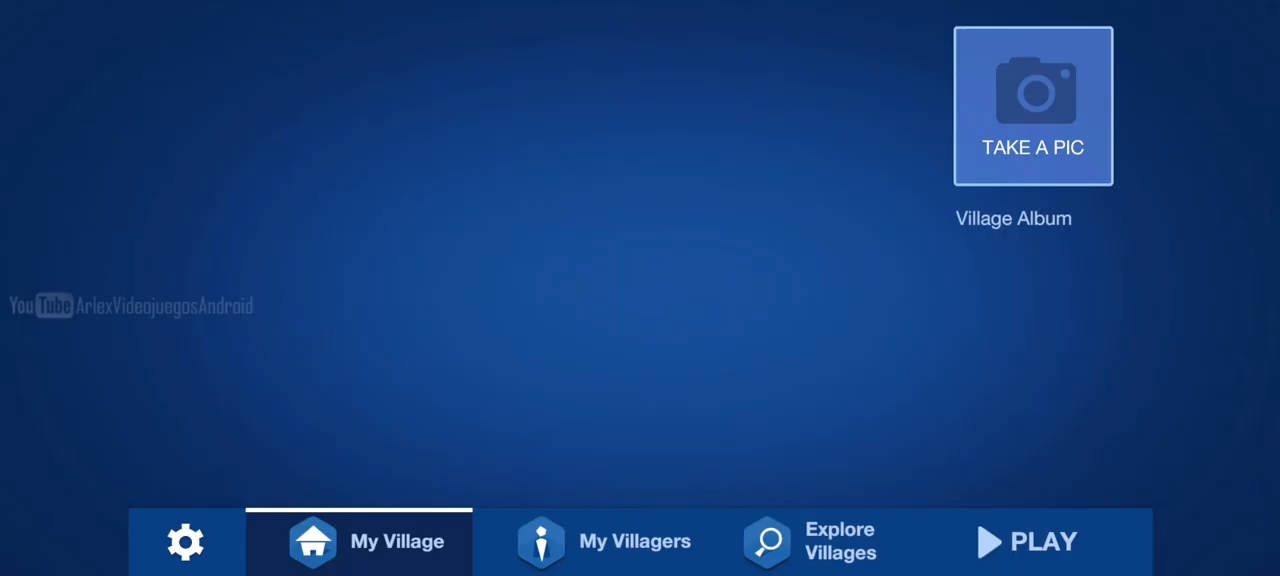 TAKE A PIC
Village Album
YouTube ArlexVideojuegosAndroid
My Village
My Villagers
Explore
Villages
PLAY